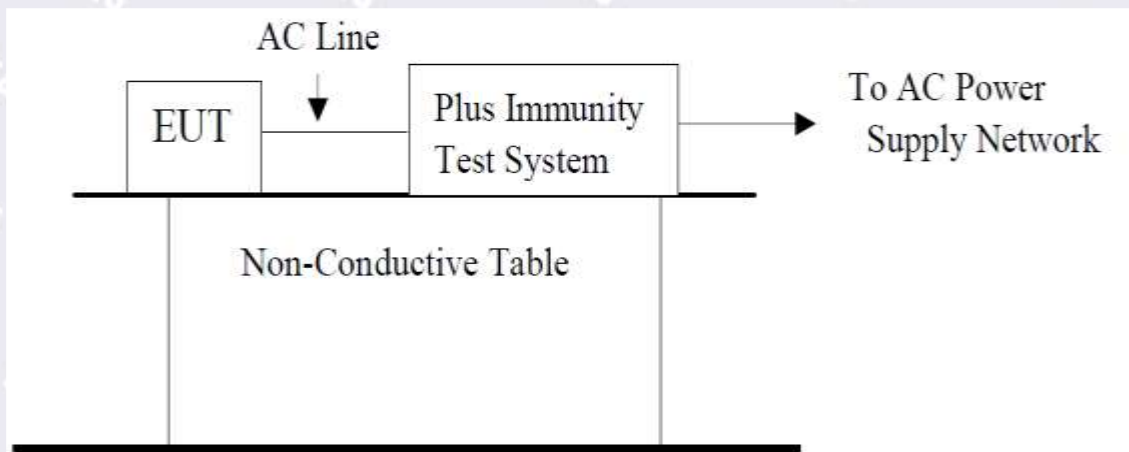 AC Line
EUT
Plus Immunity
Test System
To AC Power
Supply Network
Non-Conductive Table